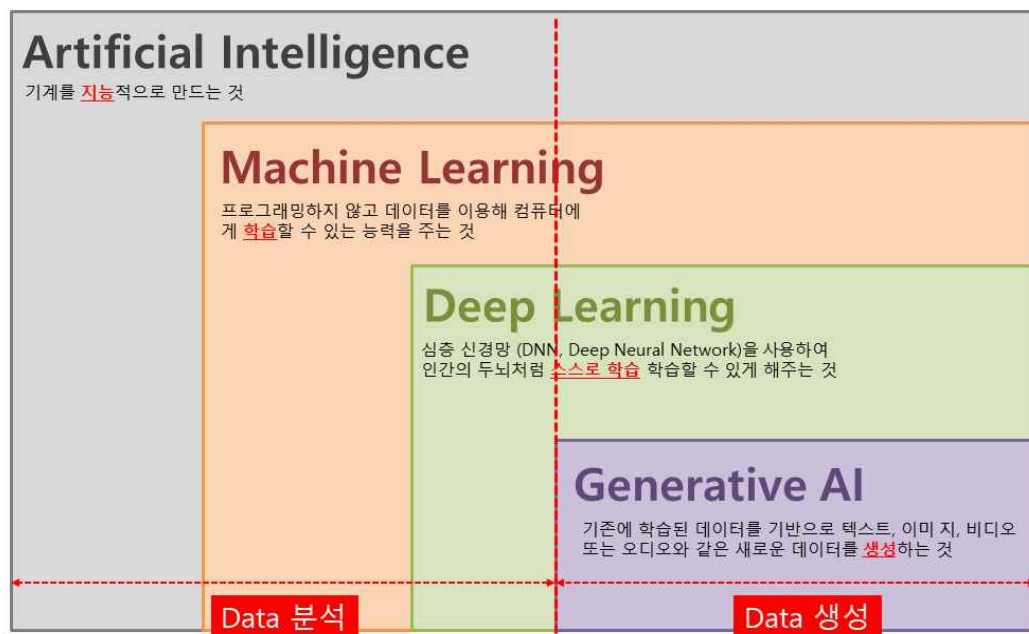 Artificial Intelligence
기계를 지능적으로 만드는 것
Machine Learning
프로그래밍하지 않고 데이터를 이용해 컴퓨터에
게 학습할 수 있는 능력을 주는 것
Deep Learning
심층 신경망 (DNN, Deep Neural Network)을 사용하여
인간의 두뇌처럼 스스로 학습 학습할 수 있게 해주는 것
Generative AI
기존에 학습된 데이터를 기반으로 텍스트, 이미 지, 비디오
또는 오디오와 같은 새로운 데이터를 생성하는 것
Data 분석
Data 생성